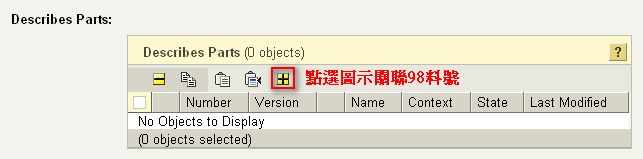 Describes Parts:
Describes Parts (0 objects)
?
點選圖示關聯98料號
Number Version Name Context State Last Modified
No Objects to Display
(0 objects selected)